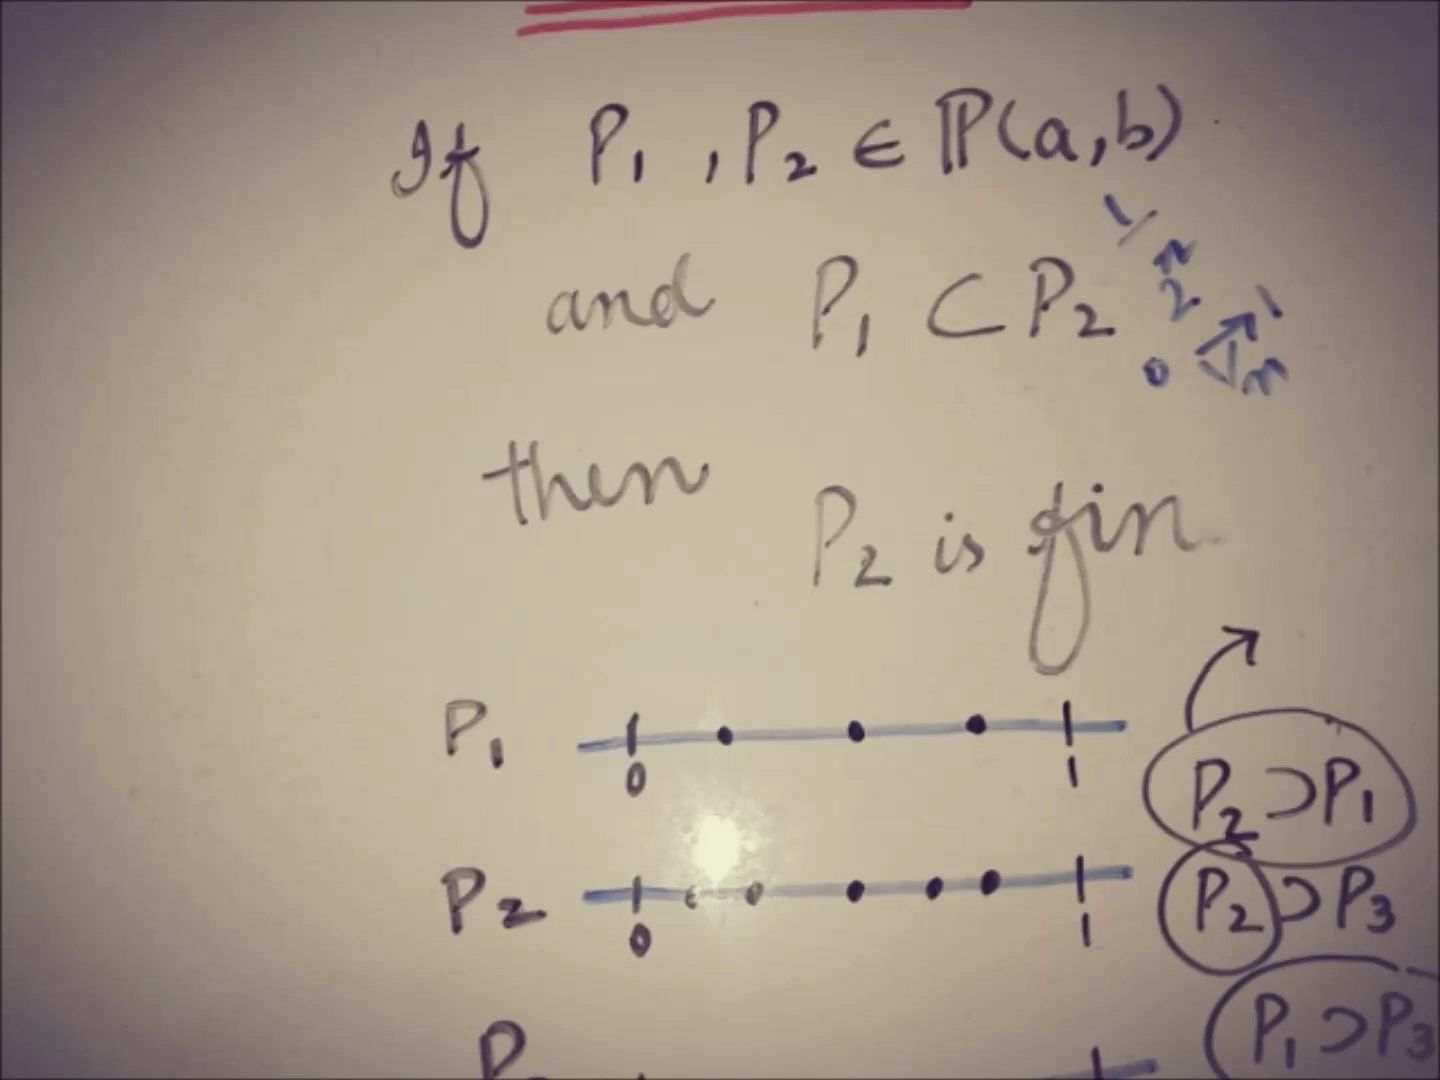 If P₁ , P₂ ∈ ℙ(a,b)
and P₁ ⊂ P₂
then P₂ is fin
P₁ 0 1
P₂ ⊃ P₁
P₂ 0 1
P₂ ⊃ P₃
P₁ ⊃ P₃
P